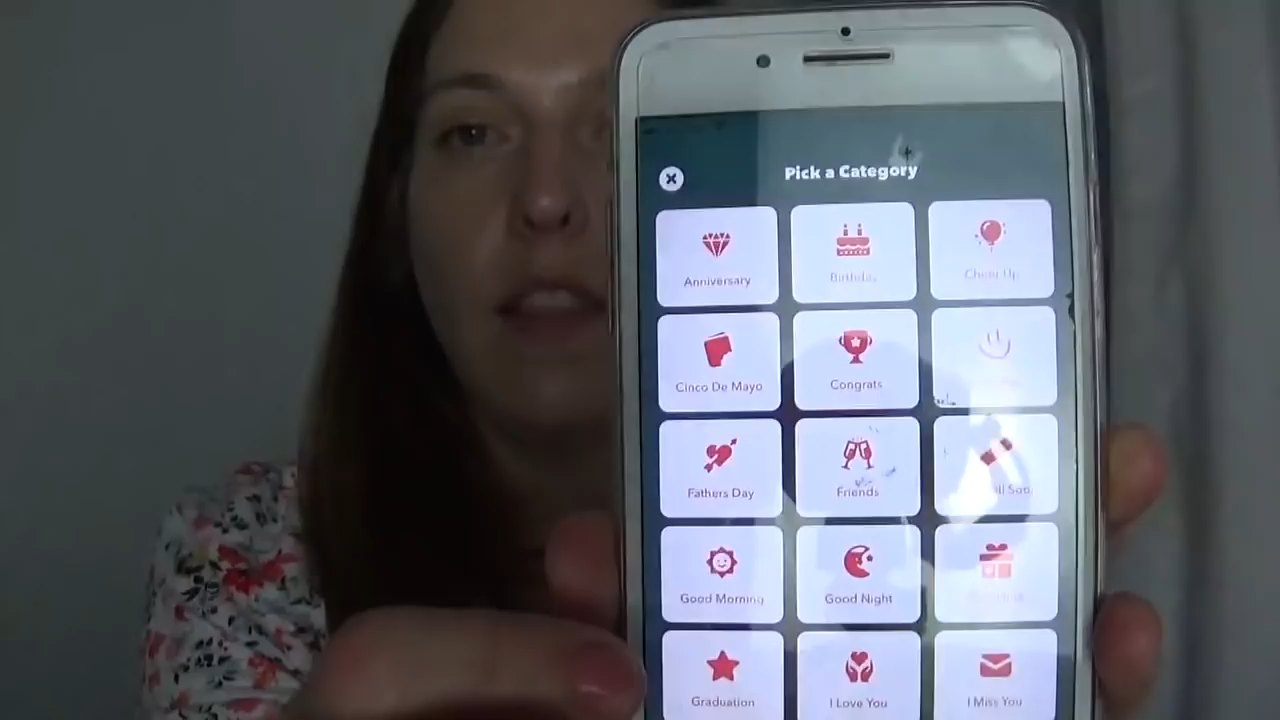 Pick a Category
Anniversary
Birthday
Cheer Up
Cinco De Mayo
Congrats
Fathers Day
Friends
Good Morning
Good Night
Graduation
I Love You
I Miss You